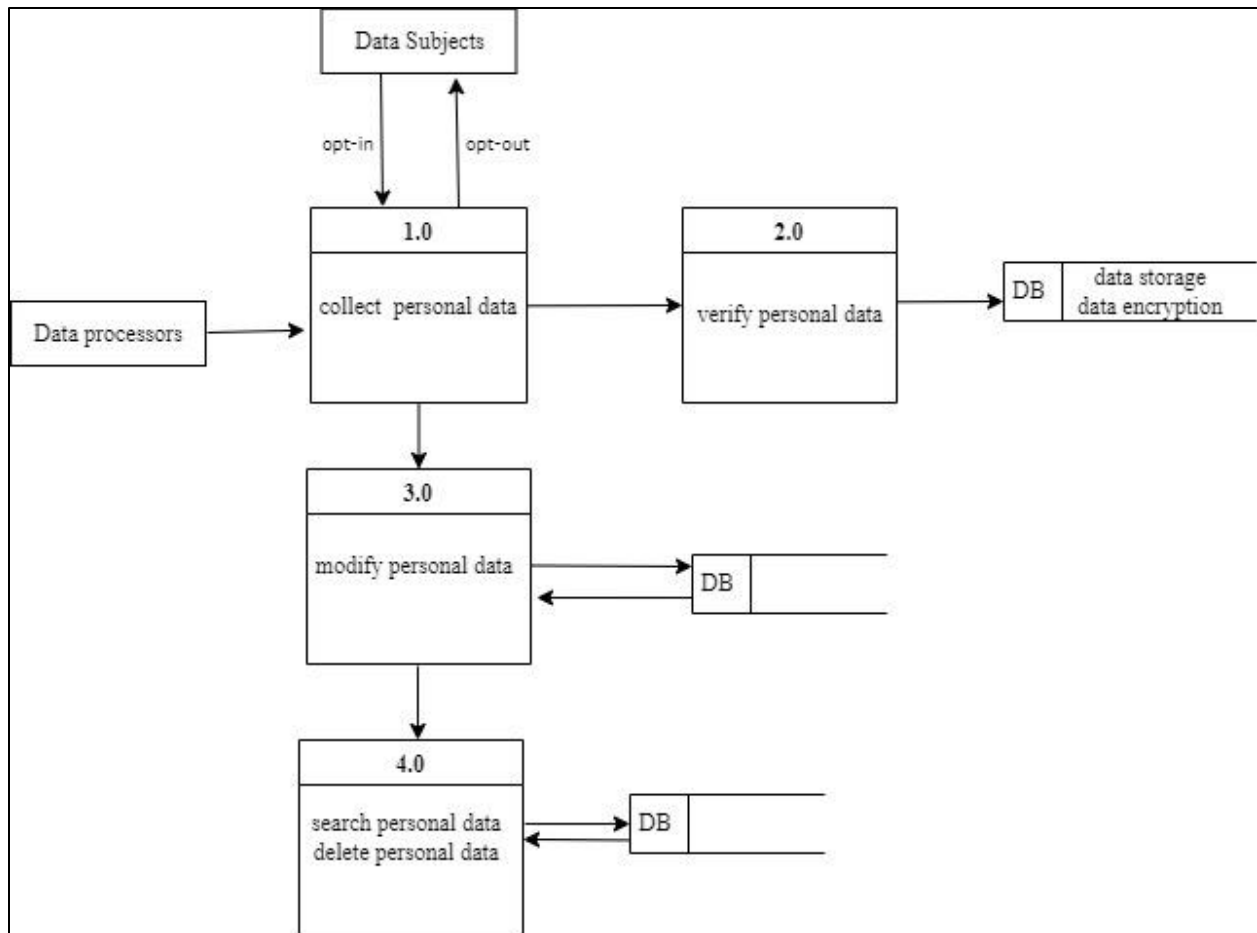 Data Subjects
opt-in
opt-out
1.0
collect personal data
2.0
verify personal data
DB
data storage
data encryption
Data processors
3.0
modify personal data
DB
4.0
search personal data
delete personal data
DB